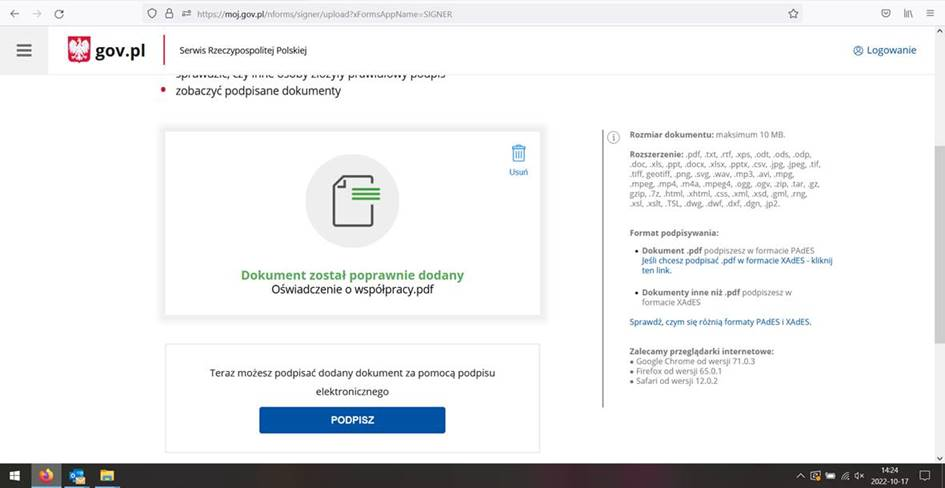 https://moj.gov.pl/nforms/signer/upload?xFormsAppName=SIGNER
gov.pl
Serwis Rzeczypospolitej Polskiej
Logowanie
sprawdzić, czy inne osoby złożyły prawidłowy podpis
zobaczyć podpisane dokumenty
Usuń
Dokument został poprawnie dodany
Oświadczenie o współpracy.pdf
Teraz możesz podpisać dodany dokument za pomocą podpisu
elektronicznego
PODPISZ
Rozmiar dokumentu: maksimum 10 MB.
Rozszerzenie: .pdf, .txt, .rtf, .xps, .odt, .ods, .odp,
.doc, .xls, .ppt, .docx, .xlsx, .pptx, .csv, .jpg, .jpeg, .tif,
.tiff, geotiff, .png, .svg, .wav, .mp3, .avi, .mpg,
.mpeg, .mp4, .m4a, .mpeg4, .ogg, .ogv, .zip, .tar, .gz,
gzip, .7z, .html, .xhtml, .css, .xml, .xsd, .gml, .rng,
.xsl, .xslt, .TSL, .dwg, .dwf, .dxf, .dgn, .jp2.
Format podpisywania:
• Dokument .pdf podpiszesz w formacie PAdES
Jeśli chcesz podpisać .pdf w formacie XAdES - kliknij
ten link.
• Dokumenty inne niż .pdf podpiszesz w
formacie XAdES
Sprawdź, czym się różnią formaty PAdES i XAdES.
Zalecamy przeglądarki internetowe:
• Google Chrome od wersji 71.0.3
• Firefox od wersji 65.0.1
• Safari od wersji 12.0.2
14:24
2022-10-17